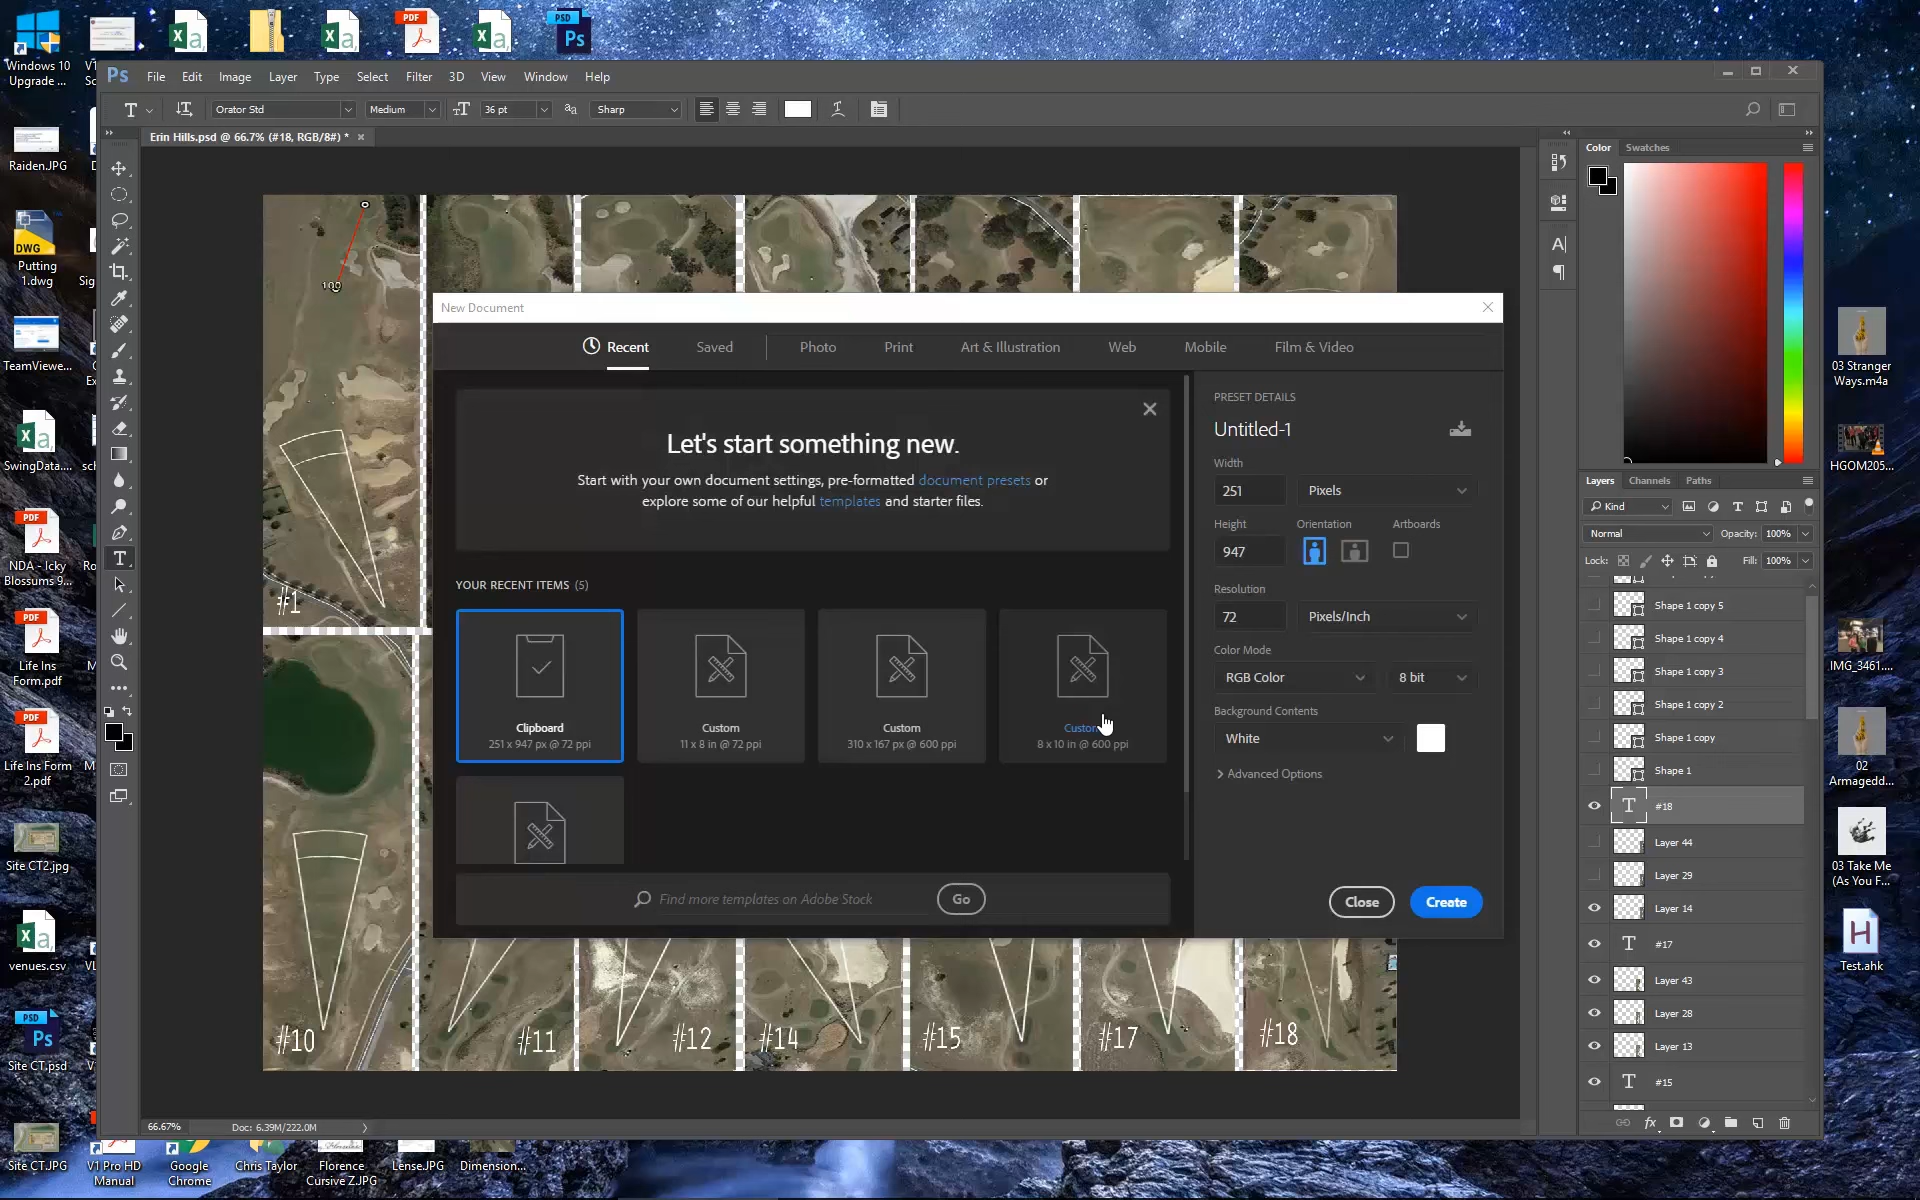 Windows 10
Upgrade ...
Raiden.JPG
Putting
1.dwg
TeamViewe...
SwingData....
NDA - Icky
Blossums 9...
Life Ins
Form.pdf
Life Ins Form
2.pdf
Site CT2.jpg
venues.csv
Site CT.psd
Site CT.JPG
V1 Pro HD
Manual
Google
Chrome
Chris Taylor
Florence
Cursive Z.JPG
Lense.JPG
Dimension...
PDF
PSD
Ps
DWG
Ps
File
Edit
Image
Layer
Type
Select
Filter
3D
View
Window
Help
Orator Std
Medium
36 pt
Sharp
Erin Hills.psd @ 66.7% (#18, RGB/8#) *
100
#1
#10
#11
#12
#14
#15
#17
#18
New Document
Recent
Saved
Photo
Print
Art & Illustration
Web
Mobile
Film & Video
Let's start something new.
Start with your own document settings, pre-formatted document presets or
explore some of our helpful templates and starter files.
YOUR RECENT ITEMS (5)
Clipboard
251 x 947 px @ 72 ppi
Custom
11 x 8 in @ 72 ppi
Custom
310 x 167 px @ 600 ppi
Custom
8 x 10 in @ 600 ppi
Find more templates on Adobe Stock
Go
PRESET DETAILS
Untitled-1
Width
251
Pixels
Height
Orientation
Artboards
947
Resolution
72
Pixels/Inch
Color Mode
RGB Color
8 bit
Background Contents
White
Advanced Options
Close
Create
66.67%
Doc: 6.39M/222.0M
Color
Swatches
Layers
Channels
Paths
Kind
Normal
Opacity: 100%
Lock:
Fill: 100%
Shape 1 copy 5
Shape 1 copy 4
Shape 1 copy 3
Shape 1 copy 2
Shape 1 copy
Shape 1
#18
Layer 44
Layer 29
Layer 14
#17
Layer 43
Layer 28
Layer 13
#15
03 Stranger
Ways.m4a
HGOM205...
IMG_3461....
02
Armagedd...
03 Take Me
(As You F...
Test.ahk